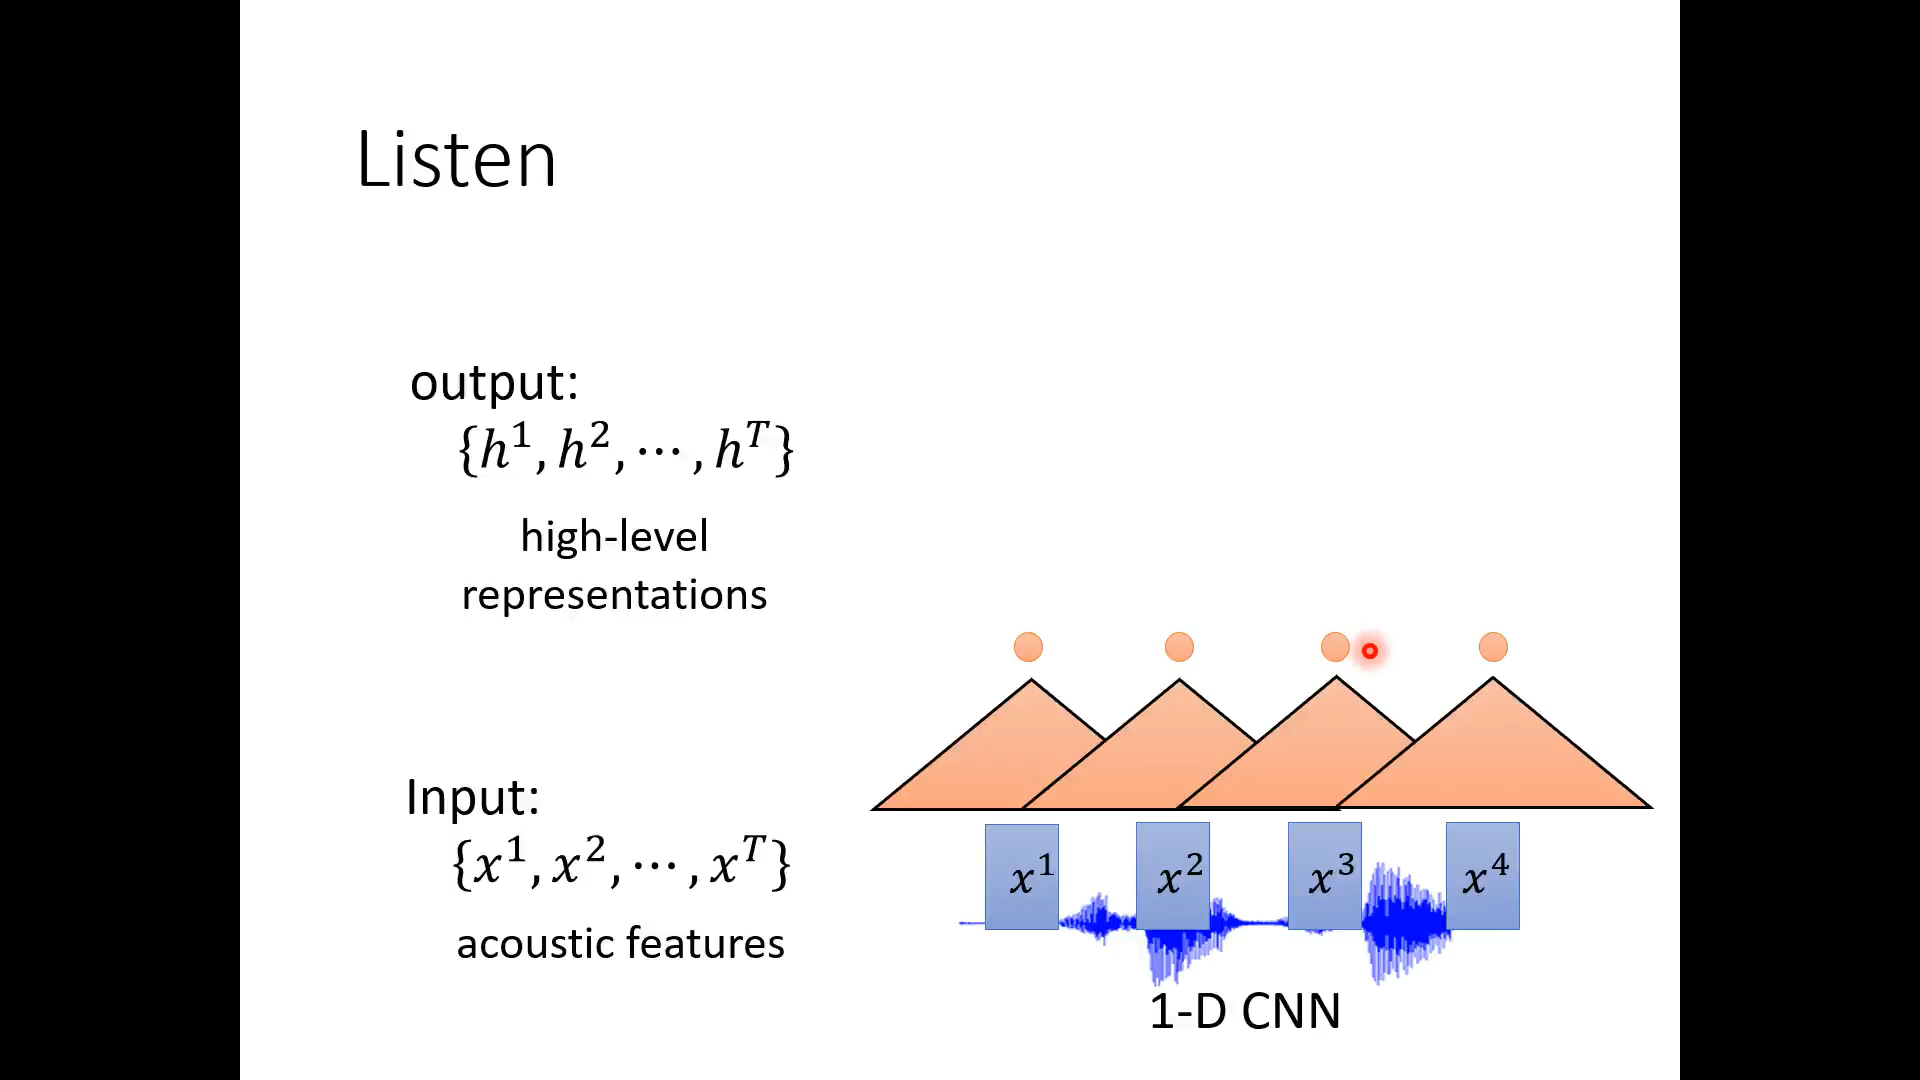 Listen
output:
{h¹, h², ⋯, hᵀ}
high-level
representations
Input:
{x¹, x², ⋯, xᵀ}
acoustic features
x¹ x² x³ x⁴
1-D CNN